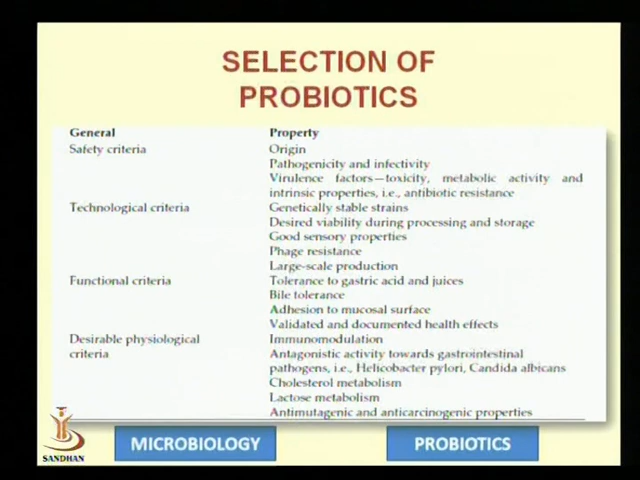 SELECTION OF
PROBIOTICS
General Property
Safety criteria Origin
Pathogenicity and infectivity
Virulence factors—toxicity, metabolic activity and
intrinsic properties, i.e., antibiotic resistance
Technological criteria Genetically stable strains
Desired viability during processing and storage
Good sensory properties
Phage resistance
Large-scale production
Functional criteria Tolerance to gastric acid and juices
Bile tolerance
Adhesion to mucosal surface
Validated and documented health effects
Desirable physiological Immunomodulation
criteria Antagonistic activity towards gastrointestinal
pathogens, i.e., Helicobacter pylori, Candida albicans
Cholesterol metabolism
Lactose metabolism
Antimutagenic and anticarcinogenic properties
SANDHAN MICROBIOLOGY PROBIOTICS